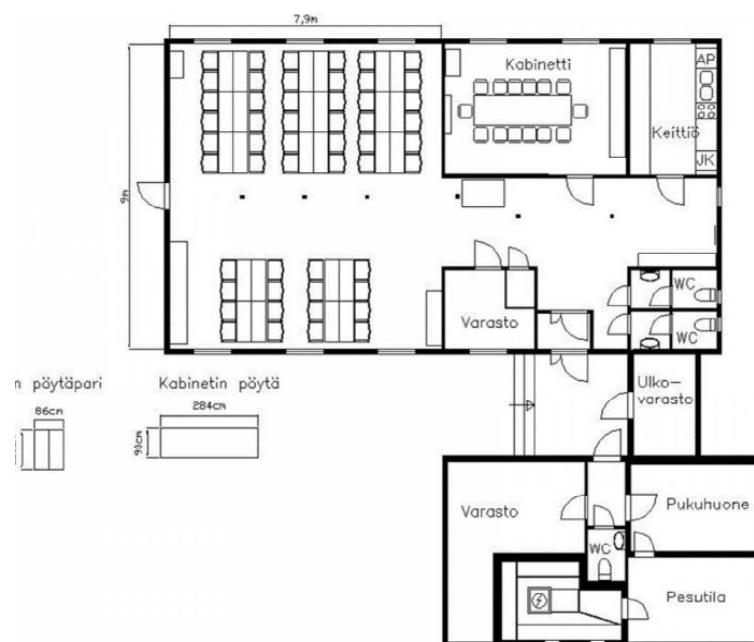 7,9m
Kabinetti
AP
Keittiö
JK
9m
WC
WC
Varasto
n pöytäpari
Kabinetin pöytä
86cm
284cm
Ulko-
varasto
Varasto
WC
Pukuhuone
Pesutila